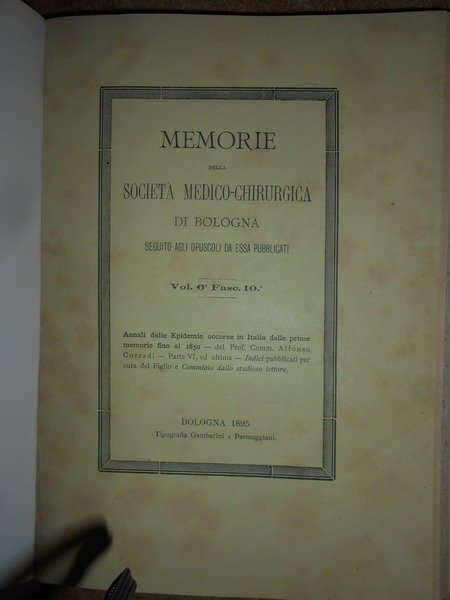 MEMORIE
DELLA
SOCIETÀ MEDICO-CHIRURGICA
DI BOLOGNA
SEGUITO AGLI OPUSCOLI DA ESSA PUBBLICATI
Vol. 6° Fasc. 10.°
Annali delle Epidemie occorse in Italia dalle prime
memorie fino al 1850 — del Prof. Comm. Alfonso
Corradi — Parte VI, ed ultima — Indici pubblicati per
cura del Figlio e Commiato dallo studioso lettore.
BOLOGNA 1895
Tipografia Gamberini e Parmeggiani.